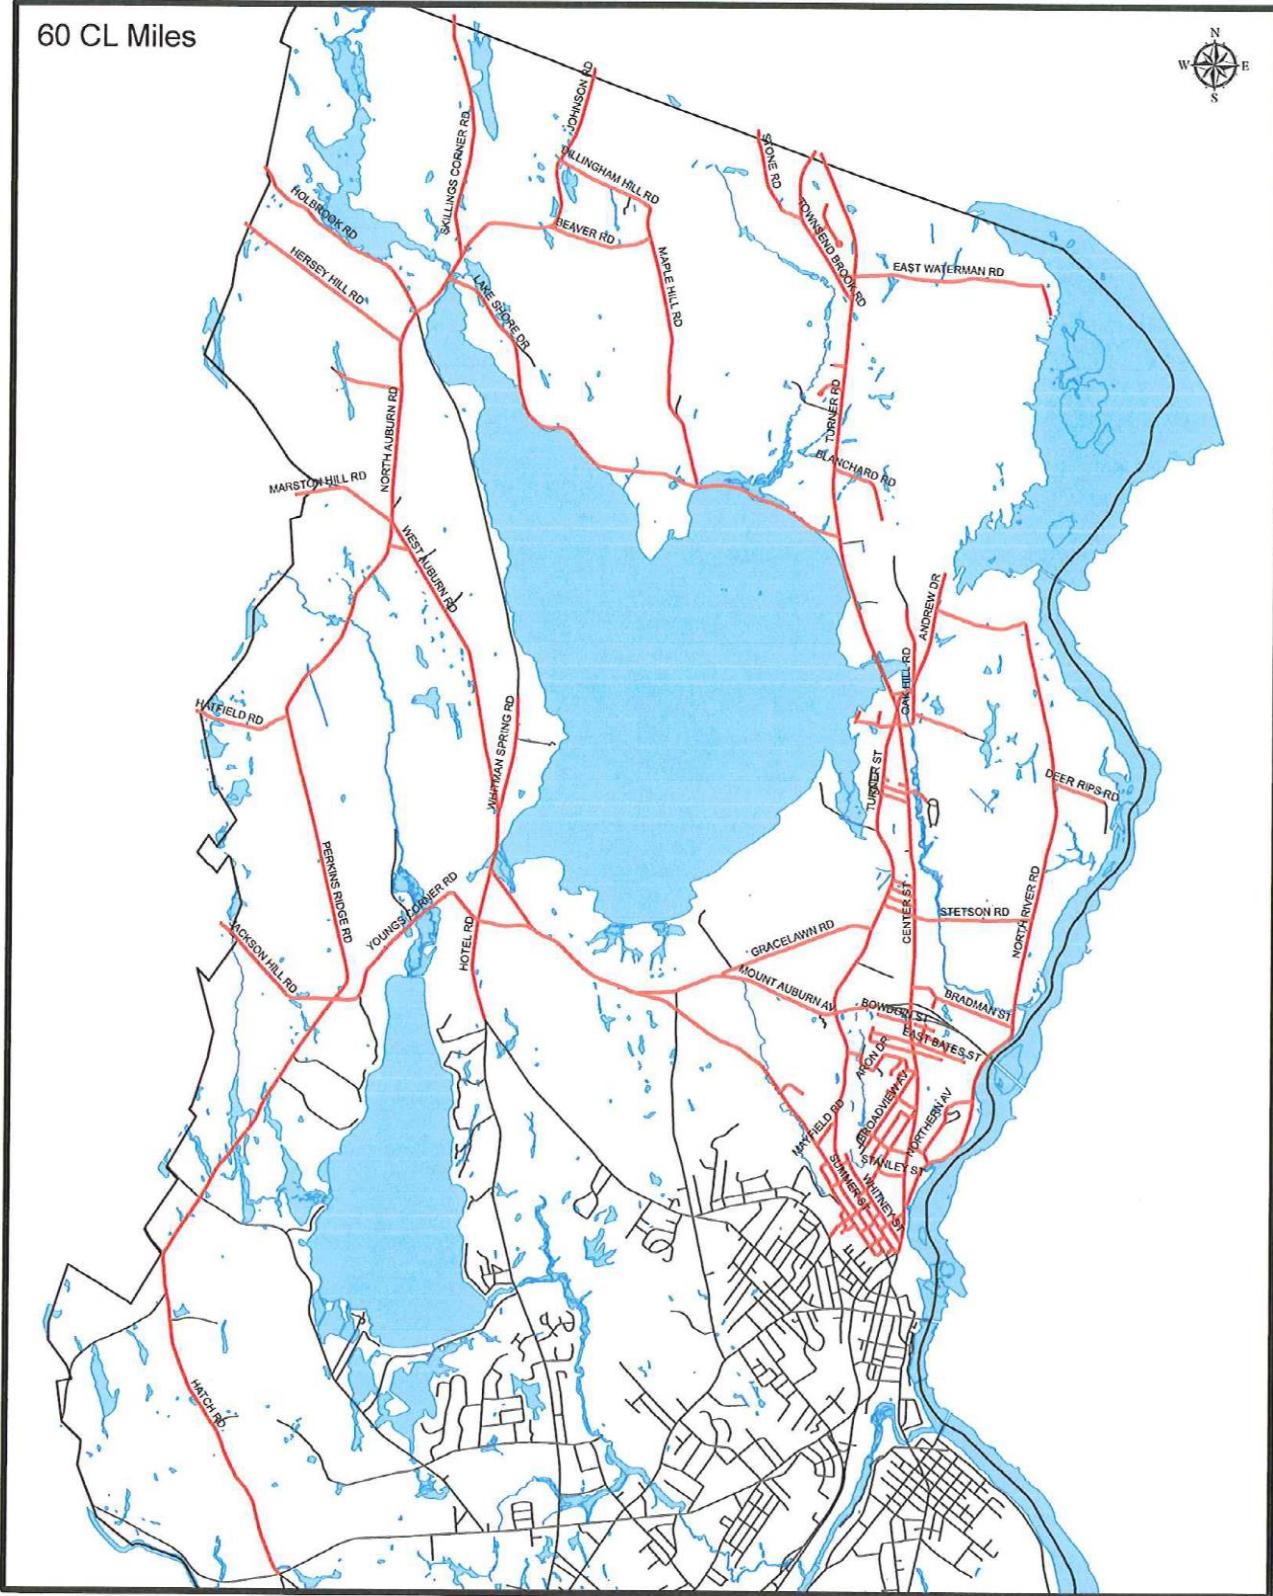 60 CL Miles
N
W E
S
SKILLINGS CORNER RD
JOHNSON RD
DILLINGHAM HILL RD
STONE RD
HOLBROOK RD
BEAVER RD
TOWNSEND BROOK RD
HERSEY HILL RD
LAKE SHORE DR
MAPLE HILL RD
EAST WATERMAN RD
NORTH AUBURN RD
TURNER RD
MARSTON HILL RD
BLANCHARD RD
WEST AUBURN RD
ANDREW DR
OAK HILL RD
HATFIELD RD
WHITMAN SPRING RD
TURNER ST
DEER RIPS RD
PERKINS RIDGE RD
YOUNGS CORNER RD
JACKSON HILL RD
HOTEL RD
GRACELAWN RD
CENTER ST
STETSON RD
NORTH RIVER RD
MOUNT AUBURN AV
BOWDOIN ST
BRADMAN ST
EAST BATES ST
ARON DR
BROADVIEW AV
NORTHERN AV
MAYFIELD RD
STANLEY ST
SUMMER ST
WHITNEY ST
HATCH RD